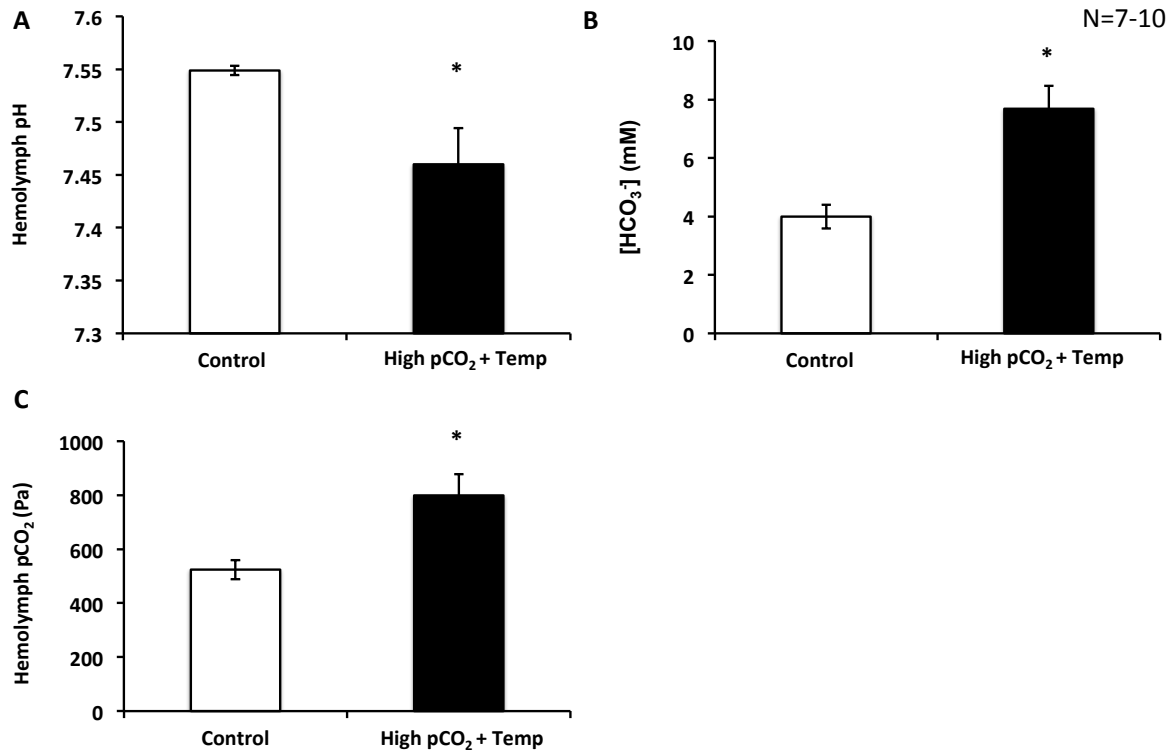 A
Hemolymph pH
7.6
7.55
7.5
7.45
7.4
7.35
7.3
*
Control
High pCO₂ + Temp
B
N=7-10
[HCO₃⁻] (mM)
10
8
6
4
2
0
*
Control
High pCO₂ + Temp
C
Hemolymph pCO₂ (Pa)
1000
800
600
400
200
0
*
Control
High pCO₂ + Temp